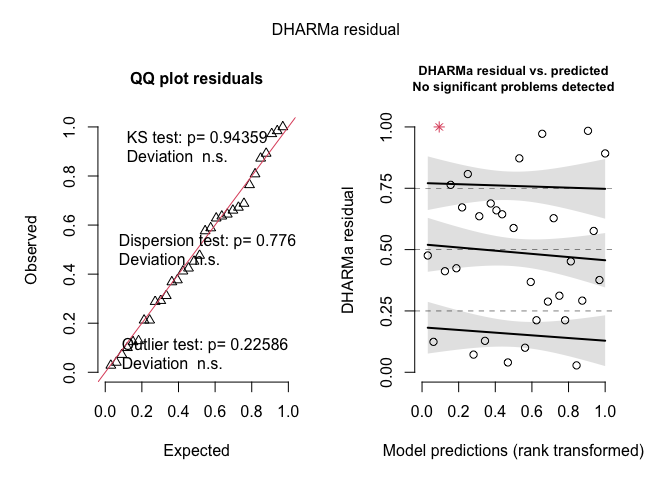 DHARMa residual
QQ plot residuals
KS test: p= 0.94359
Deviation n.s.
Dispersion test: p= 0.776
Deviation n.s.
Outlier test: p= 0.22586
Deviation n.s.
Observed
0.0 0.2 0.4 0.6 0.8 1.0
0.0 0.2 0.4 0.6 0.8 1.0
Expected
DHARMa residual vs. predicted
No significant problems detected
DHARMa residual
0.00 0.25 0.50 0.75 1.00
0.0 0.2 0.4 0.6 0.8 1.0
Model predictions (rank transformed)